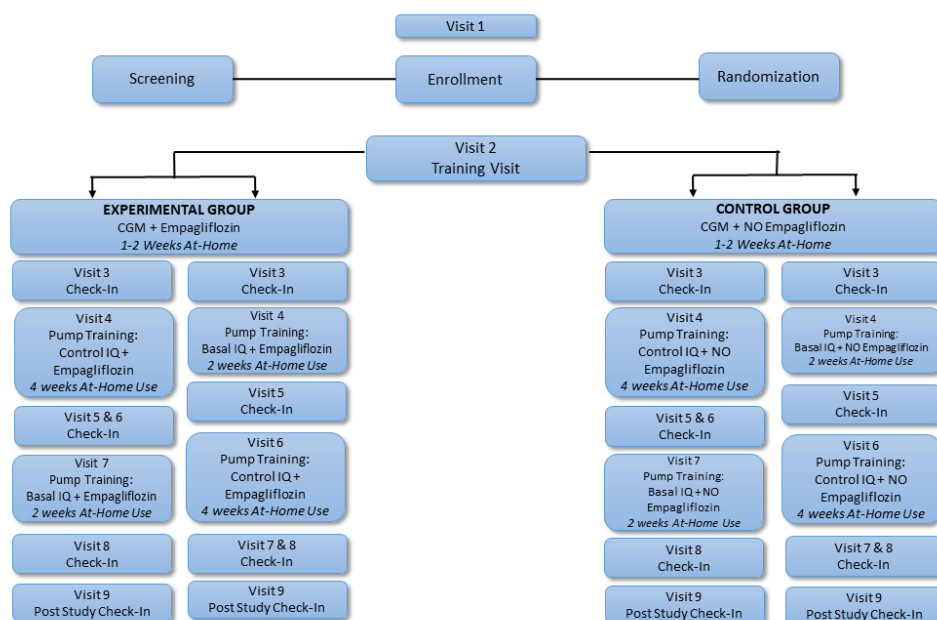 Visit 1
Screening
Enrollment
Randomization
Visit 2
Training Visit
EXPERIMENTAL GROUP
CGM + Empagliflozin
1-2 Weeks At-Home
Visit 3
Check-In
Visit 4
Pump Training:
Control IQ +
Empagliflozin
4 weeks At-Home Use
Visit 5 & 6
Check-In
Visit 7
Pump Training:
Basal IQ + Empagliflozin
2 weeks At-Home Use
Visit 8
Check-In
Visit 9
Post Study Check-In
Visit 3
Check-In
Visit 4
Pump Training:
Basal IQ + Empagliflozin
2 weeks At-Home Use
Visit 5
Check-In
Visit 6
Pump Training:
Control IQ +
Empagliflozin
4 weeks At-Home Use
Visit 7 & 8
Check-In
Visit 9
Post Study Check-In
CONTROL GROUP
CGM + NO Empagliflozin
1-2 Weeks At-Home
Visit 3
Check-In
Visit 4
Pump Training:
Control IQ + NO
Empagliflozin
4 weeks At-Home Use
Visit 5 & 6
Check-In
Visit 7
Pump Training:
Basal IQ + NO
Empagliflozin
2 weeks At-Home Use
Visit 8
Check-In
Visit 9
Post Study Check-In
Visit 3
Check-In
Visit 4
Pump Training:
Basal IQ + NO Empagliflozin
2 weeks At-Home Use
Visit 5
Check-In
Visit 6
Pump Training:
Control IQ + NO
Empagliflozin
4 weeks At-Home Use
Visit 7 & 8
Check-In
Visit 9
Post Study Check-In